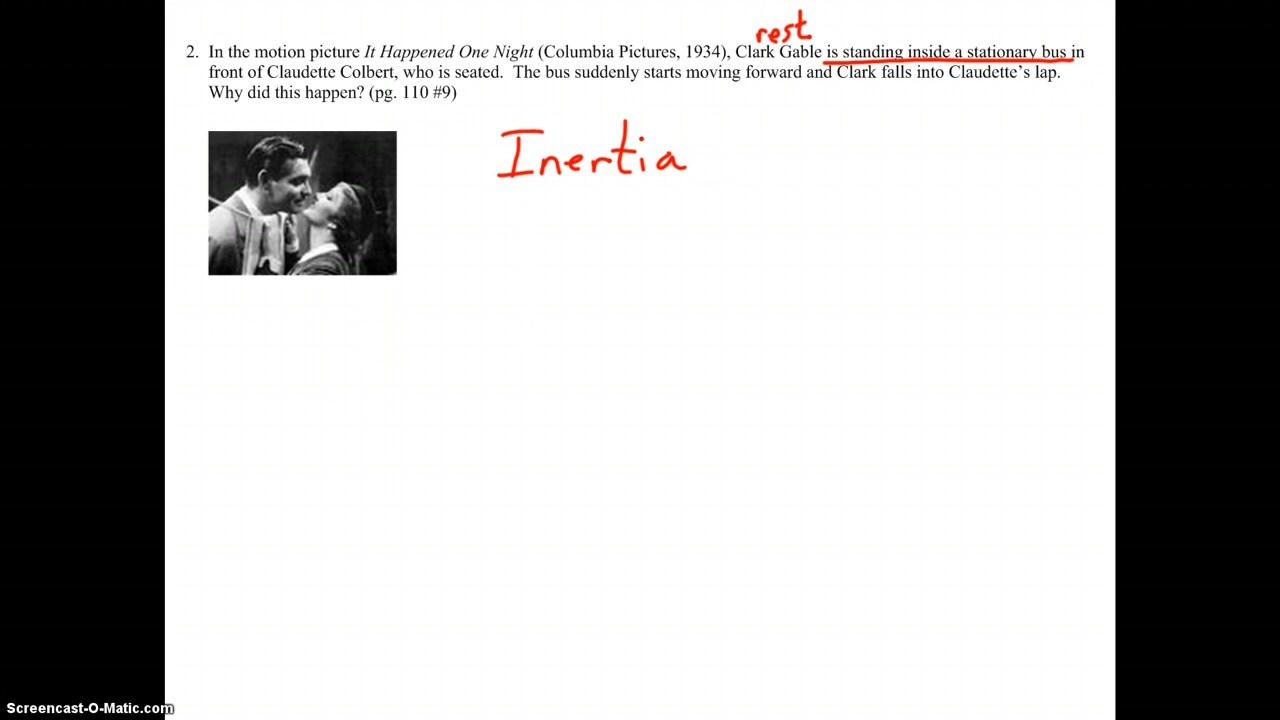 rest
2. In the motion picture It Happened One Night (Columbia Pictures, 1934), Clark Gable is standing inside a stationary bus in
front of Claudette Colbert, who is seated. The bus suddenly starts moving forward and Clark falls into Claudette's lap.
Why did this happen? (pg. 110 #9)
Inertia
Screencast-O-Matic.com